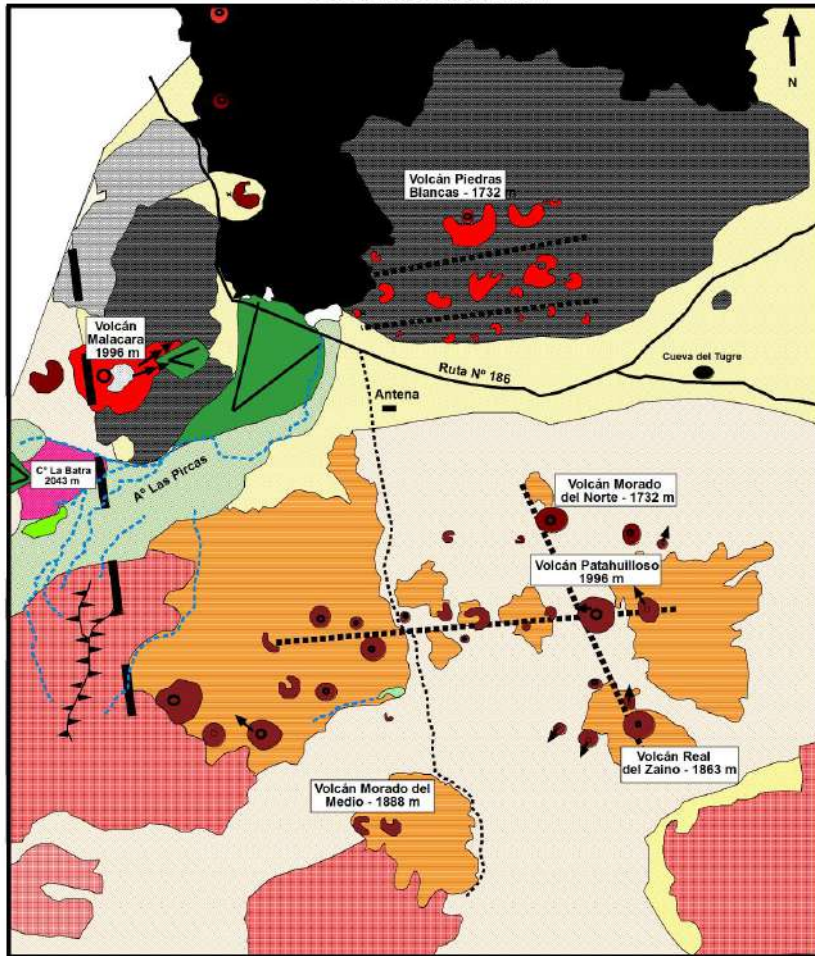 N
Volcán Piedras
Blancas - 1732 m
Volcán
Malacara
1996 m
Ruta Nº 186
Cueva del Tugre
Antena
Cº La Batra
2043 m
Aº Las Pircas
Volcán Morado
del Norte - 1732 m
Volcán Patahuilloso
1996 m
Volcán Real
del Zaino - 1863 m
Volcán Morado del
Medio - 1888 m